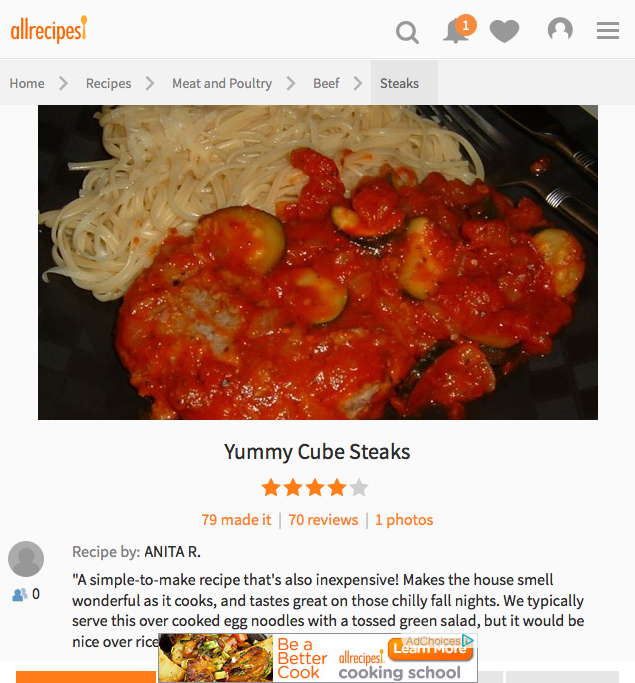 allrecipes!
1
Home Recipes Meat and Poultry Beef Steaks
Yummy Cube Steaks
79 made it | 70 reviews | 1 photos
Recipe by: ANITA R.
0
"A simple-to-make recipe that's also inexpensive! Makes the house smell
wonderful as it cooks, and tastes great on those chilly fall nights. We typically
serve this over cooked egg noodles with a tossed green salad, but it would be
nice over rice
Be a
Better
Cook
allrecipes!
cooking school
AdChoices
Learn More